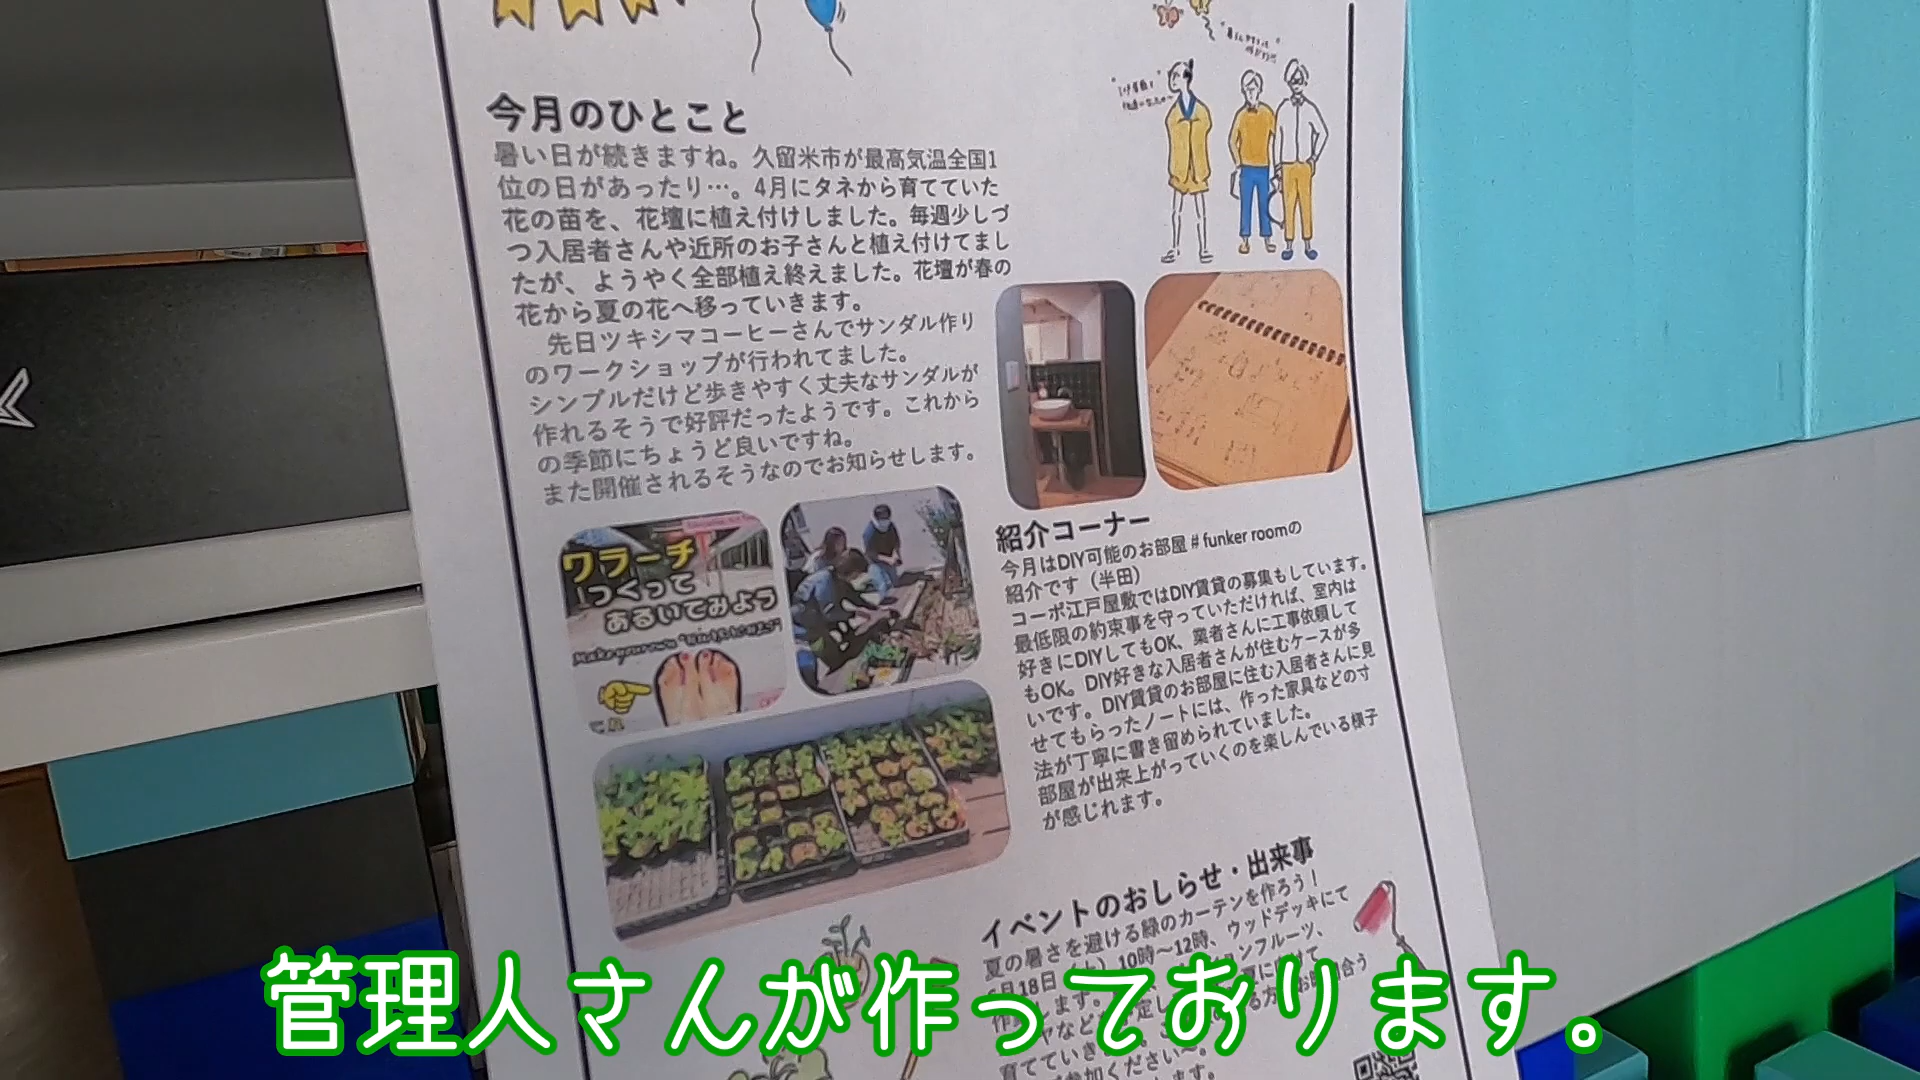 今月のひとこと
暑い日が続きますね。久留米市が最高気温全国1
位の日があったり…。4月にタネから育てていた
花の苗を、花壇に植え付けしました。毎週少しづ
つ入居者さんや近所のお子さんと植え付けてまし
たが、ようやく全部植え終えました。花壇が春の
花から夏の花へ移っていきます。
先日ツキシマコーヒーさんでサンダル作り
のワークショップが行われてました。
シンプルだけど歩きやすく丈夫なサンダルが
作れるそうで好評だったようです。これから
の季節にちょうど良いですね。
また開催されるそうなのでお知らせします。
ワラーチ
つくって
あるいてみよう
紹介コーナー
今月はDIY可能のお部屋#funker roomの
紹介です（半田）
コーポ江戸屋敷ではDIY賃貸の募集もしています。
最低限の約束事を守っていただければ、室内は
好きにDIYしてもOK、業者さんに工事依頼して
もOK。DIY好きな入居者さんが住むケースが多
いです。DIY賃貸のお部屋に住む入居者さんに見
せてもらったノートには、作った家具などの寸
法が丁寧に書き留められていました。
部屋が出来上がっていくのを楽しんでいる様子
が感じれます。
イベントのおしらせ・出来事
夏の暑さを避ける緑のカーテンを作ろう！
月18日 10時～12時、ウッドデッキにて
管理人さんが作っております。